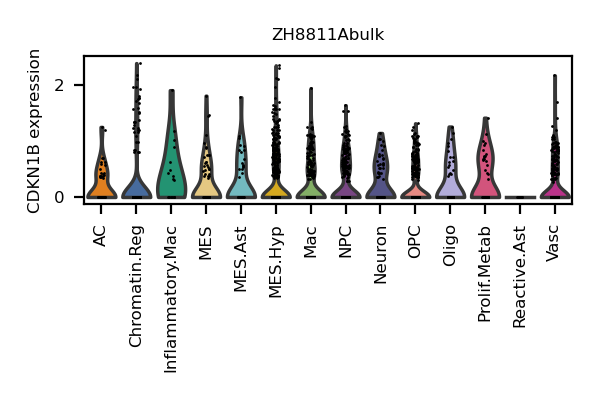 ZH8811Abulk
CDKN1B expression
2
0
AC
Chromatin.Reg
Inflammatory.Mac
MES
MES.Ast
MES.Hyp
Mac
NPC
Neuron
OPC
Oligo
Prolif.Metab
Reactive.Ast
Vasc